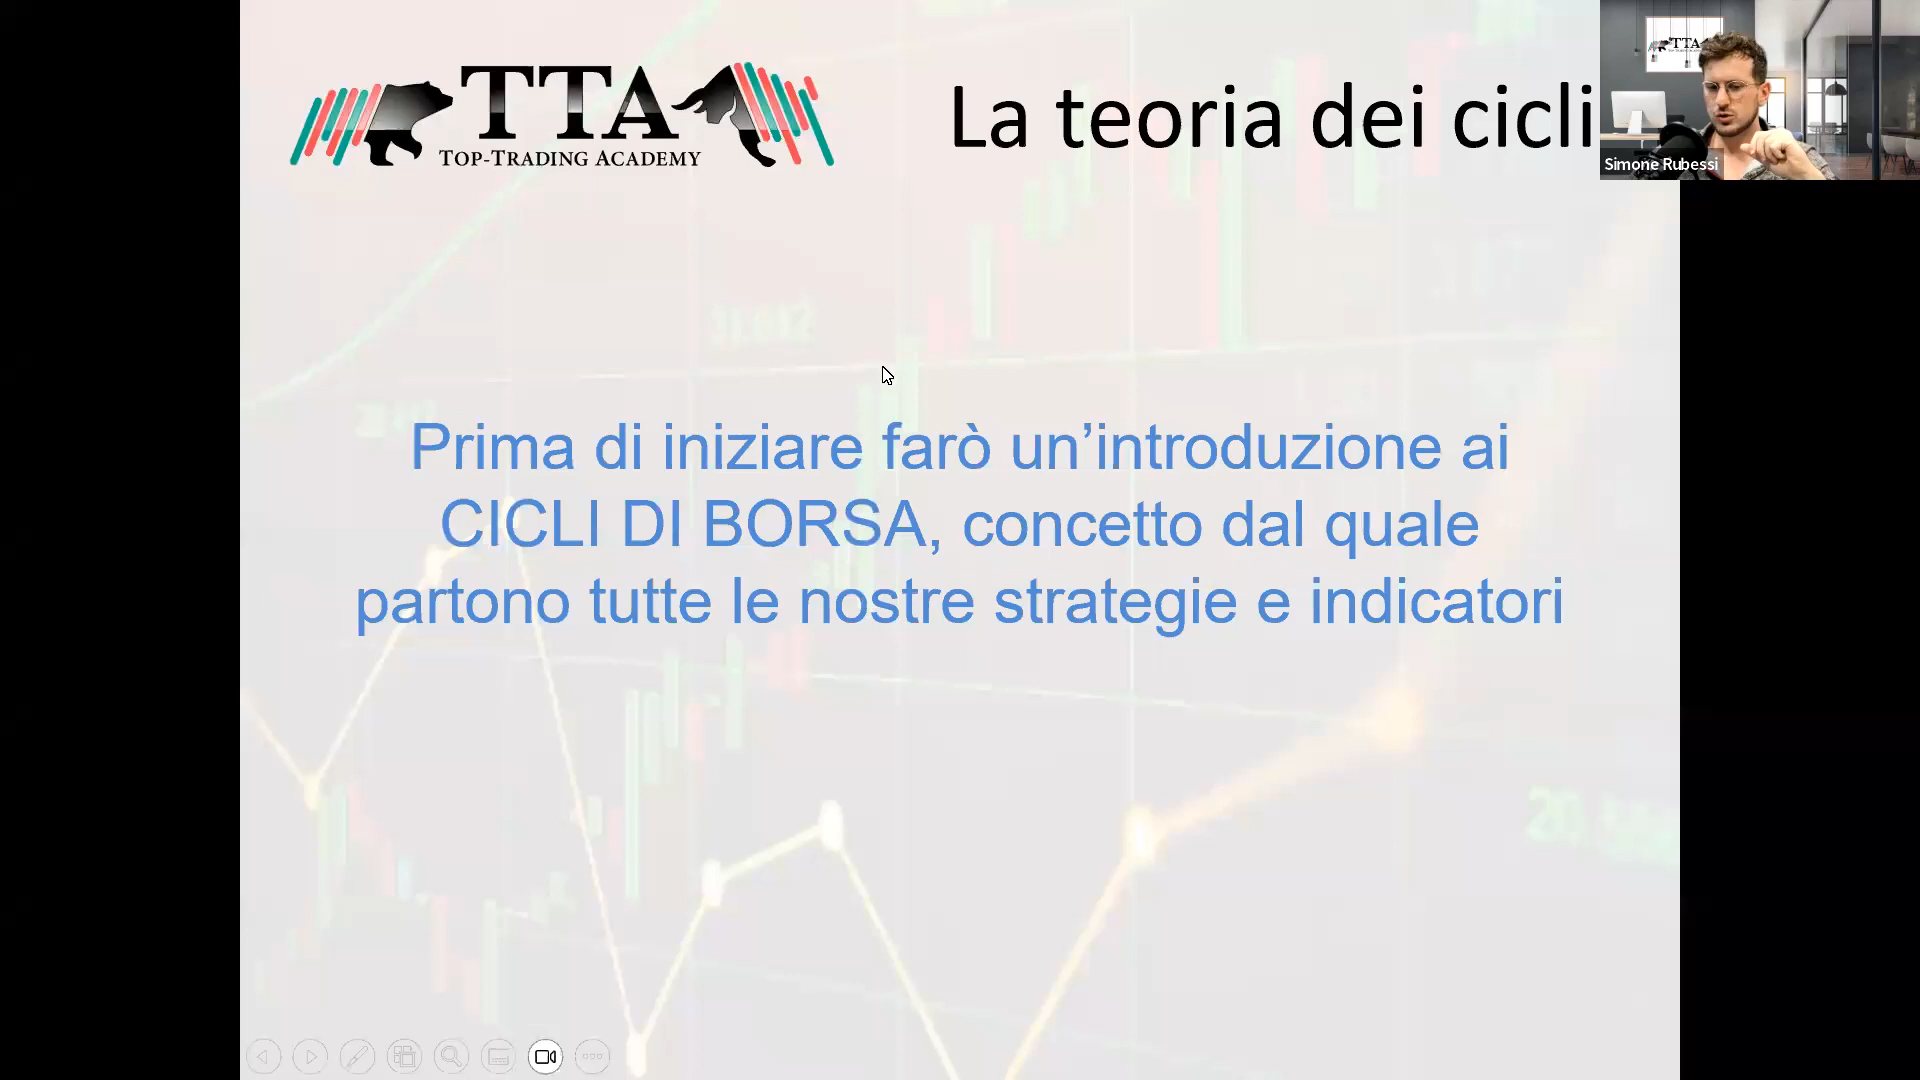 TTA
TOP-TRADING ACADEMY
La teoria dei cicli
TTA
Simone Rubessi
Prima di iniziare farò un’introduzione ai
CICLI DI BORSA, concetto dal quale
partono tutte le nostre strategie e indicatori